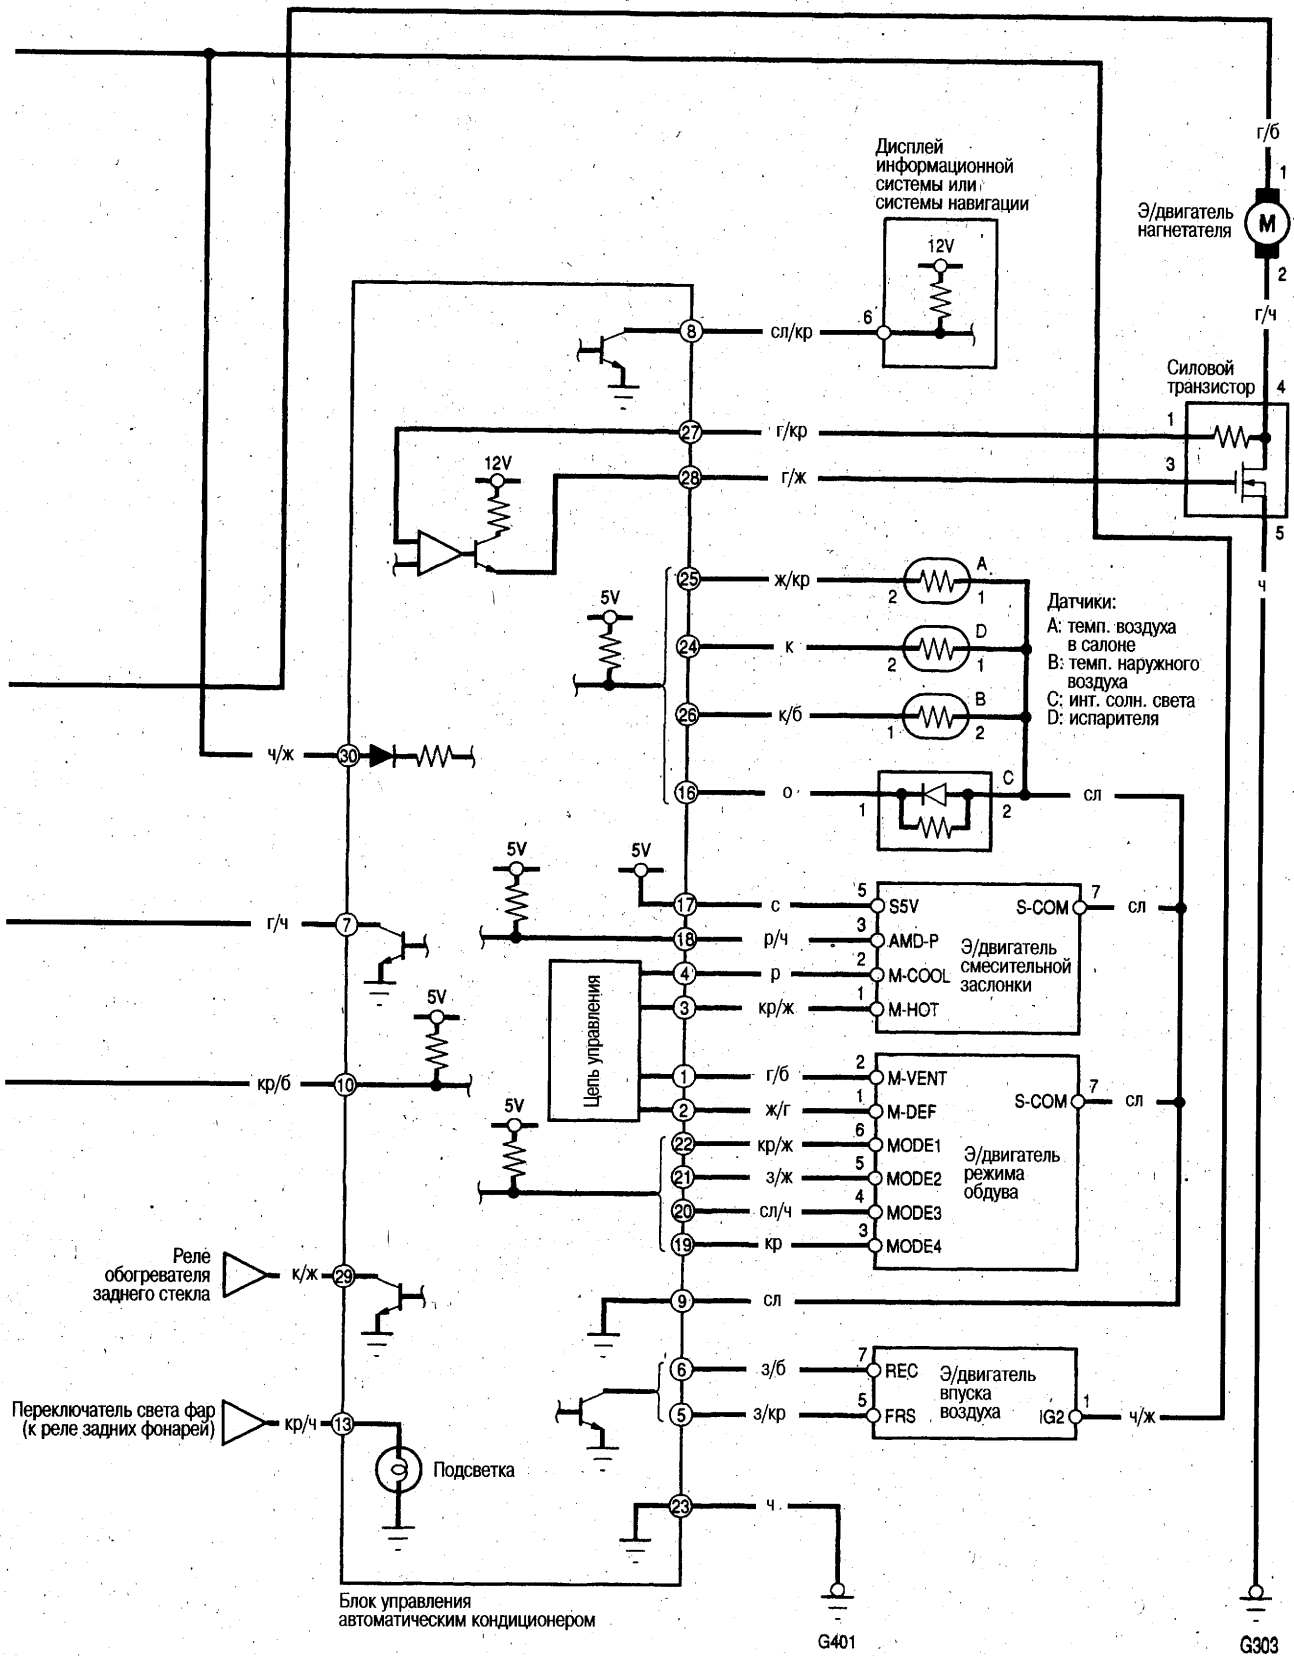 г/б
1
Э/двигатель
нагнетателя
M
2
г/ч
Дисплей
информационной
системы или
системы навигации
12V
8
сл/кр
6
Силовой
транзистор
4
27
г/кр
1
12V
28
г/ж
3
5
ч
25
ж/кр
2
A
1
5V
24
к
2
D
1
26
к/б
1
B
2
Датчики:
A: темп. воздуха
в салоне
B: темп. наружного
воздуха
C: инт. солн. света
D: испарителя
ч/ж
30
16
о
1
C
2
сл
5V
5V
17
с
5
S5V
S-COM
7
сл
г/ч
7
18
р/ч
3
AMD-P
Э/двигатель
смесительной
заслонки
4
р
2
M-COOL
3
кр/ж
1
M-HOT
Цепь управления
5V
кр/б
10
1
г/б
2
M-VENT
2
ж/г
1
M-DEF
S-COM
7
сл
5V
22
кр/ж
6
MODE1
Э/двигатель
режима
обдува
21
з/ж
5
MODE2
20
сл/ч
4
MODE3
19
кр
3
MODE4
Реле
обогревателя
заднего стекла
к/ж
29
9
сл
6
з/б
7
REC
Э/двигатель
впуска
воздуха
5
з/кр
5
FRS
IG2
1
ч/ж
Переключатель света фар
(к реле задних фонарей)
кр/ч
13
Подсветка
23
ч
Блок управления
автоматическим кондиционером
G401
G303